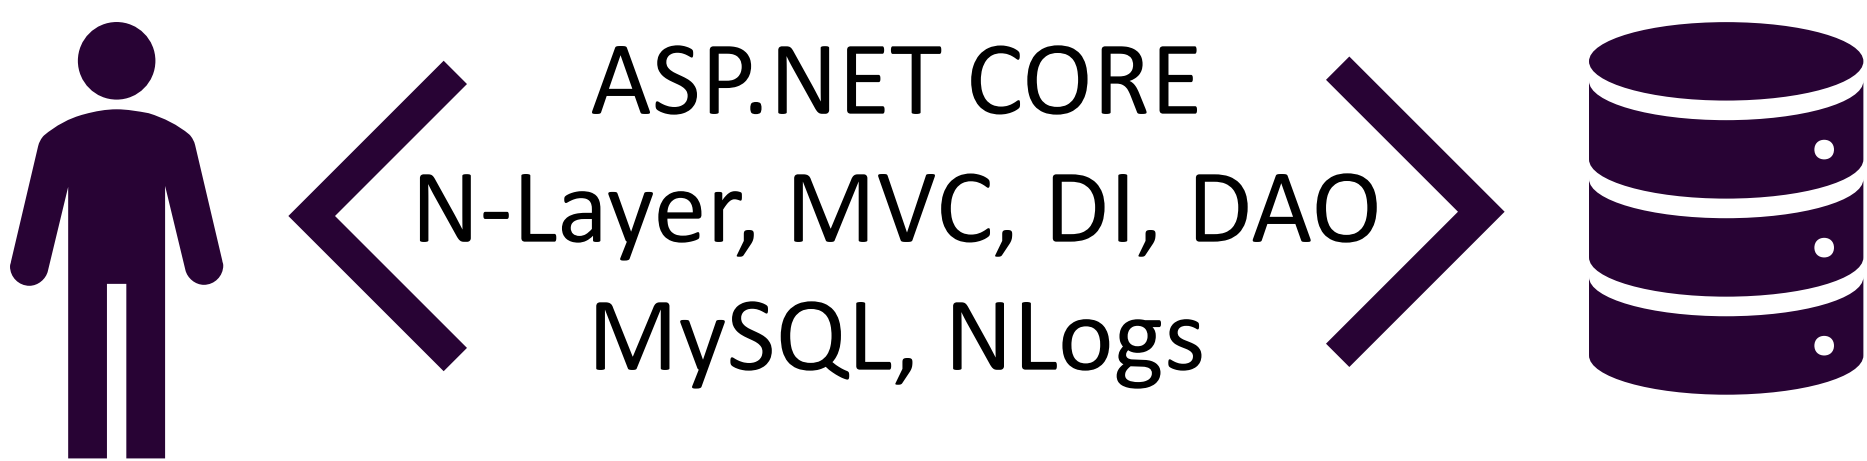 ASP.NET CORE
N-Layer, MVC, DI, DAO
MySQL, NLogs